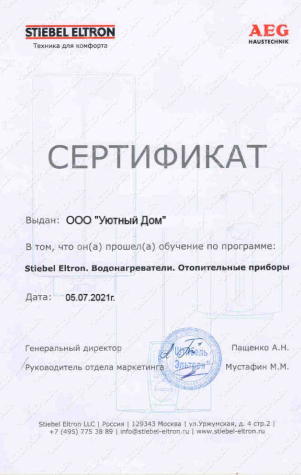 STIEBEL ELTRON
Техника для комфорта
AEG
HAUSTECHNIK
СЕРТИФИКАТ
Выдан: ООО "Уютный Дом"
В том, что он(а) прошел(а) обучение по программе:
Stiebel Eltron. Водонагреватели. Отопительные приборы
Дата: 05.07.2021г.
Генеральный директор Пащенко А.Н.
Руководитель отдела маркетинга Мустафин М.М.
"Штибель
Эльтрон"
Stiebel Eltron LLC | Россия | 129343 Москва | ул.Уржумская, д. 4 стр.2 |
+7 (495) 775 38 89 | info@stiebel-eltron.ru | www.stiebel-eltron.ru